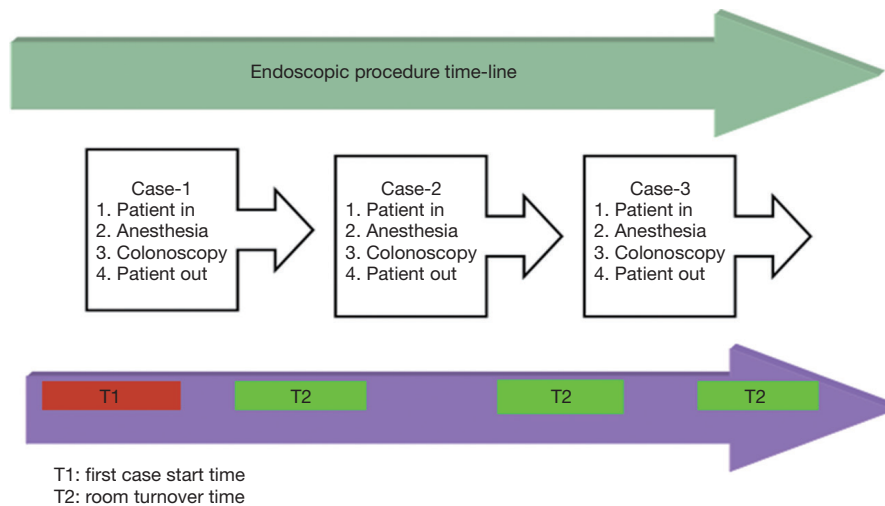 Endoscopic procedure time-line
Case-1
1. Patient in
2. Anesthesia
3. Colonoscopy
4. Patient out
Case-2
1. Patient in
2. Anesthesia
3. Colonoscopy
4. Patient out
Case-3
1. Patient in
2. Anesthesia
3. Colonoscopy
4. Patient out
T1
T2
T2
T2
T1: first case start time
T2: room turnover time